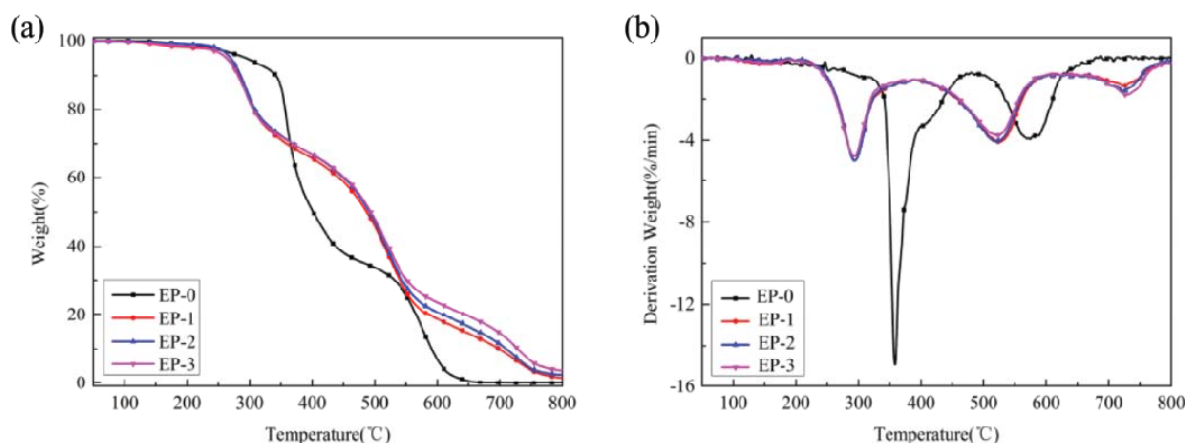 (a)
100
80
60
40
20
0
Weight(%)
EP-0
EP-1
EP-2
EP-3
100 200 300 400 500 600 700 800
Temperature(℃)
(b)
0
-4
-8
-12
-16
Derivation Weight(%/min)
EP-0
EP-1
EP-2
EP-3
100 200 300 400 500 600 700 800
Temperature(℃)